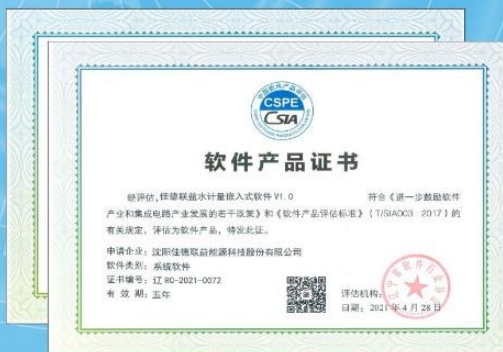 CSPE
CSIA
软件产品证书
经评估,佳德联益水计量嵌入式软件 V1.0 符合《进一步鼓励软件
产业和集成电路产业发展的若干政策》和《软件产品评估标准》(T/SIA003 2017)的
有关规定,评估为软件产品,特发此证。
申请企业:沈阳佳德联益能源科技股份有限公司
软件类别:系统软件
证书编号:辽 RC-2021-0072
有 效 期:五年
评估机构:
日期:2021年4月28日